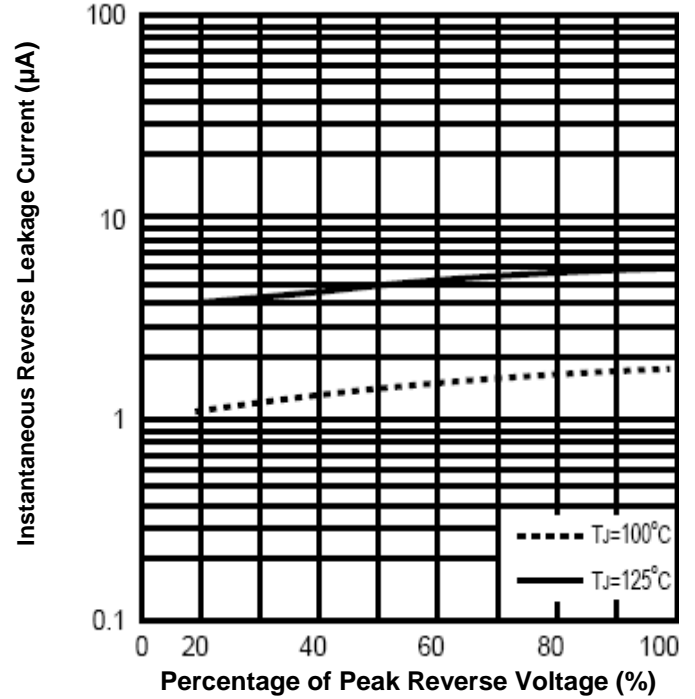 Instantaneous Reverse Leakage Current (µA)
100
10
1
0.1
TJ=100°C
TJ=125°C
0 20 40 60 80 100
Percentage of Peak Reverse Voltage (%)